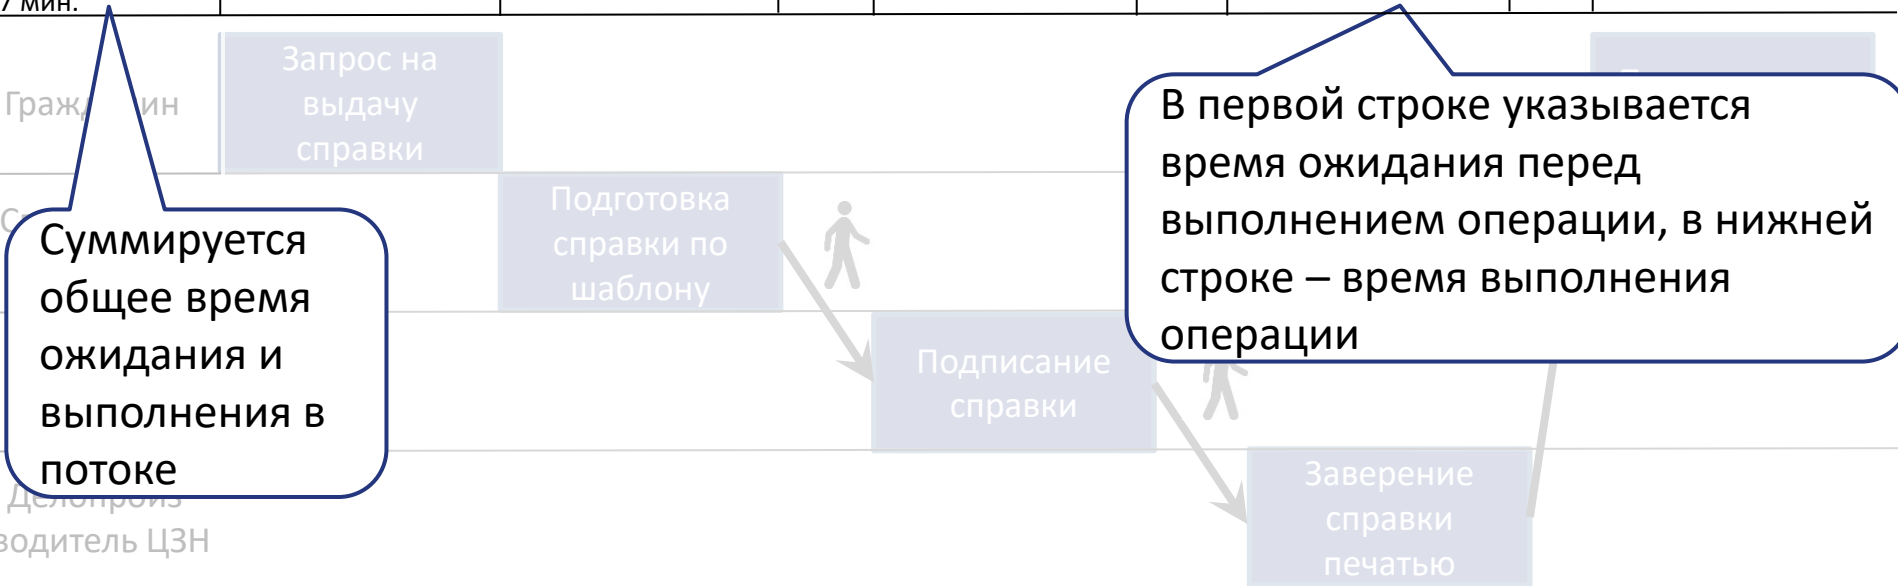 7 мин.
Запрос на
выдачу
справки
Подготовка
справки по
шаблону
Суммируется
общее время
ожидания и
выполнения в
потоке
В первой строке указывается
время ожидания перед
выполнением операции, в нижней
строке – время выполнения
операции
Подписание
справки
Заверение
справки
печатью
водитель ЦЗН